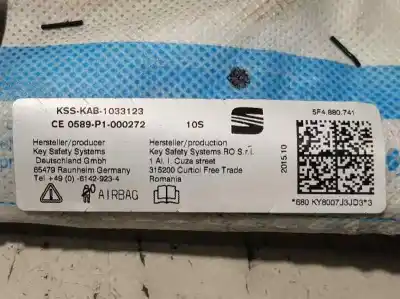 KSS-KAB-1033123
CE 0589-P1-000272
10S
Hersteller/producer
Key Safety Systems
Deutschland Gmbh
65479 Raunheim Germany
Tel +49 (0) -6142-923-4
AIRBAG
Hersteller/production
Key Safety Systems RO S.r.l.
1 Al. I. Cuza street
315200 Curtici Free Trade
Romania
2015.10
5F4.880.741
*680 KY8007J3JD3*3